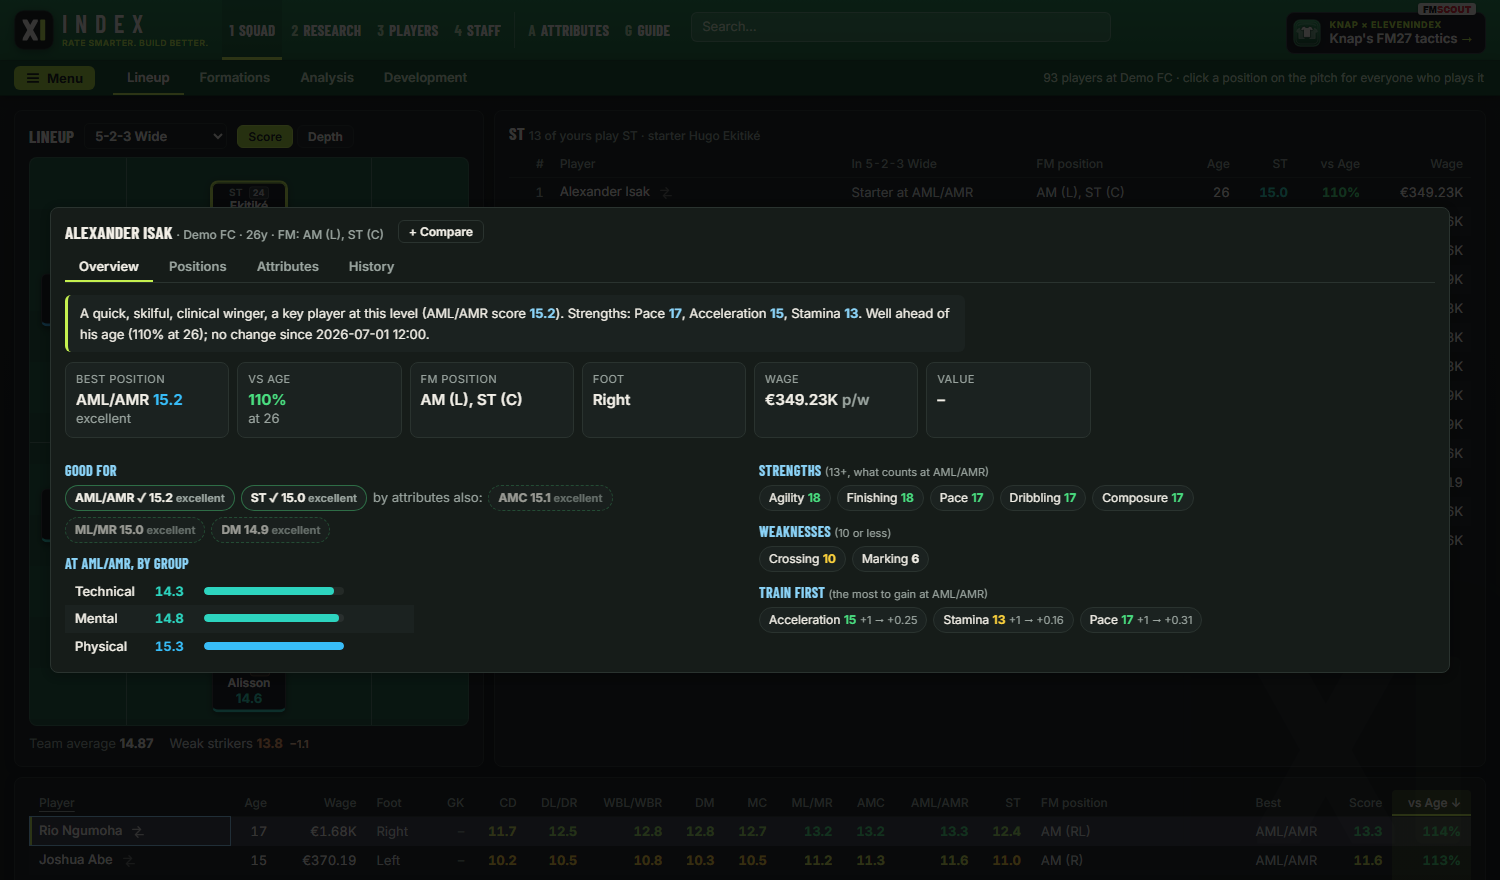 XI INDEX
RATE SMARTER. BUILD BETTER.
1 SQUAD 2 RESEARCH 3 PLAYERS 4 STAFF A ATTRIBUTES G GUIDE
Search...
FMSCOUT
KNAP × ELEVENINDEX
Knap's FM27 tactics →
Menu Lineup Formations Analysis Development
93 players at Demo FC · click a position on the pitch for everyone who plays it
LINEUP 5-2-3 Wide Score Depth
ST 24
Ekitiké
ST 13 of yours play ST · starter Hugo Ekitiké
# Player In 5-2-3 Wide FM position Age ST vs Age Wage
1 Alexander Isak Starter at AML/AMR AM (L), ST (C) 26 15.0 110% €349.23K
ALEXANDER ISAK · Demo FC · 26y · FM: AM (L), ST (C) + Compare
Overview Positions Attributes History
A quick, skilful, clinical winger, a key player at this level (AML/AMR score 15.2). Strengths: Pace 17, Acceleration 15, Stamina 13. Well ahead of
his age (110% at 26); no change since 2026-07-01 12:00.
BEST POSITION
AML/AMR 15.2
excellent
VS AGE
110%
at 26
FM POSITION
AM (L), ST (C)
FOOT
Right
WAGE
€349.23K p/w
VALUE
–
GOOD FOR
AML/AMR ✓ 15.2 excellent ST ✓ 15.0 excellent by attributes also: AMC 15.1 excellent
ML/MR 15.0 excellent DM 14.9 excellent
AT AML/AMR, BY GROUP
Technical 14.3
Mental 14.8
Physical 15.3
STRENGTHS (13+, what counts at AML/AMR)
Agility 18 Finishing 18 Pace 17 Dribbling 17 Composure 17
WEAKNESSES (10 or less)
Crossing 10 Marking 6
TRAIN FIRST (the most to gain at AML/AMR)
Acceleration 15 +1 → +0.25 Stamina 13 +1 → +0.16 Pace 17 +1 → +0.31
Alisson
14.6
Team average 14.87 Weak strikers 13.8 −1.1
Player Age Wage Foot GK CD DL/DR WBL/WBR DM MC ML/MR AMC AML/AMR ST FM position Best Score vs Age ↓
Rio Ngumoha 17 €1.68K Right – 11.7 12.5 12.8 12.8 12.7 13.2 13.2 13.3 12.4 AM (RL) AML/AMR 13.3 114%
Joshua Abe 15 €370.19 Left – 10.2 10.5 10.8 10.3 10.5 11.2 11.3 11.6 11.0 AM (R) AML/AMR 11.6 113%